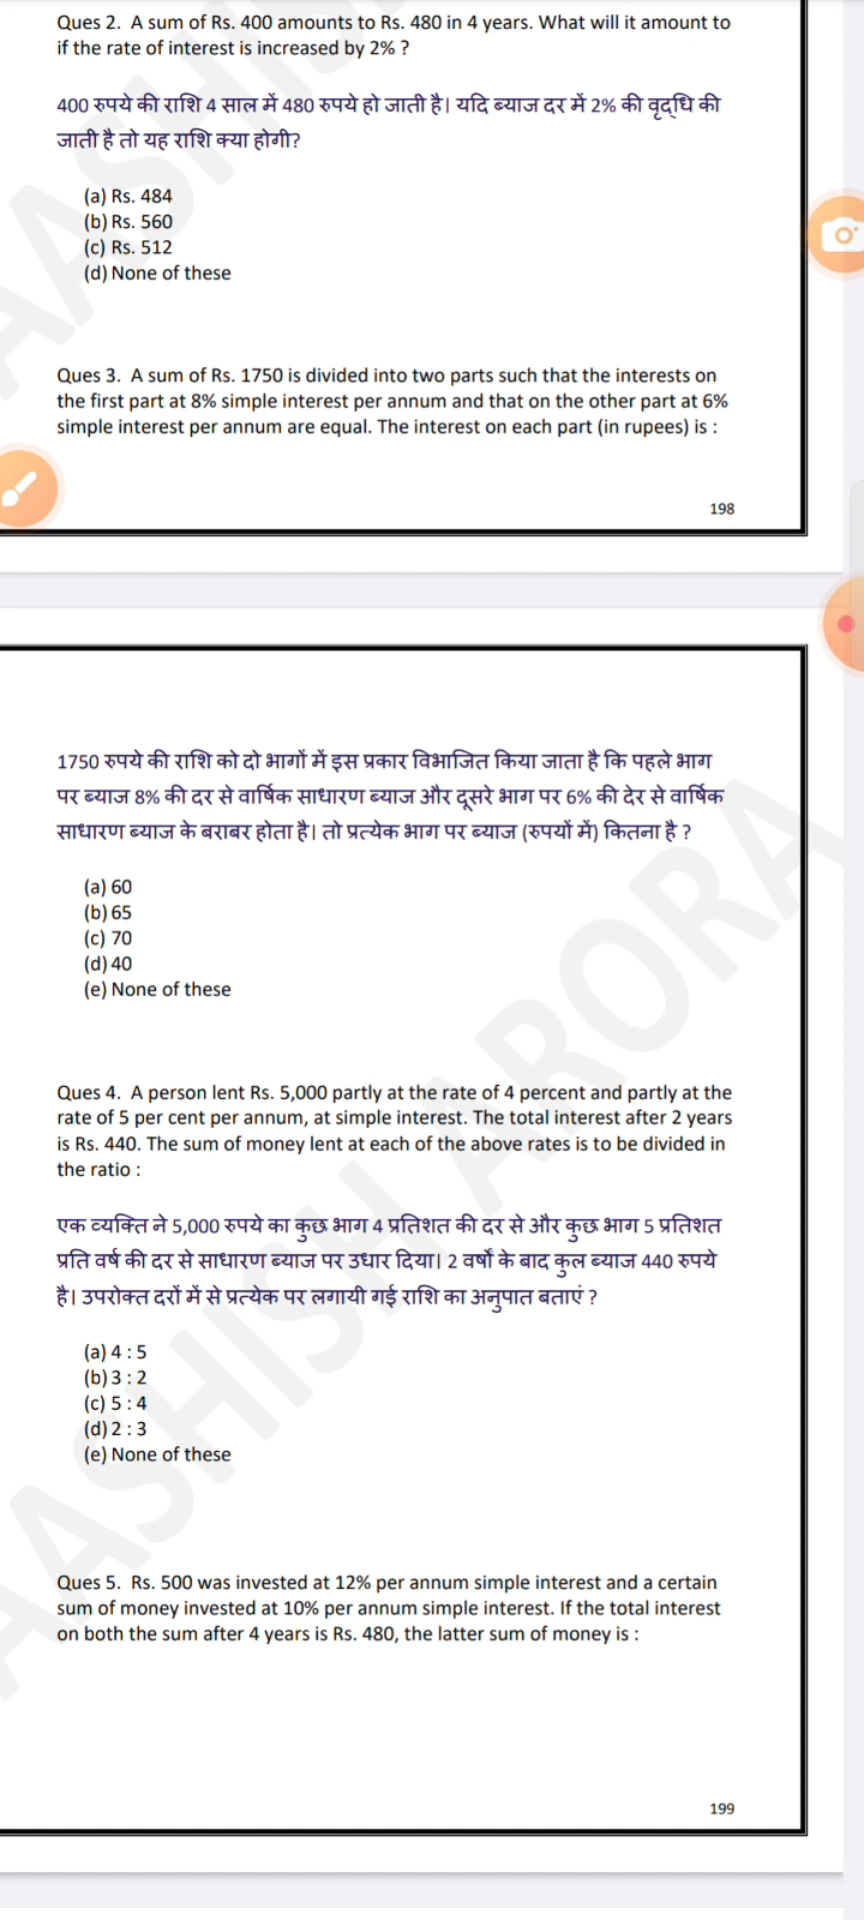 Ques 2. A sum of Rs. 400 amounts to Rs. 480 in 4 years. What will it amount to
if the rate of interest is increased by 2% ?
400 रुपये की राशि 4 साल में 480 रुपये हो जाती है। यदि ब्याज दर में 2% की वृद्धि की
जाती है तो यह राशि क्या होगी?
(a) Rs. 484
(b) Rs. 560
(c) Rs. 512
(d) None of these
Ques 3. A sum of Rs. 1750 is divided into two parts such that the interests on
the first part at 8% simple interest per annum and that on the other part at 6%
simple interest per annum are equal. The interest on each part (in rupees) is :
198
1750 रुपये की राशि को दो भागों में इस प्रकार विभाजित किया जाता है कि पहले भाग
पर ब्याज 8% की दर से वार्षिक साधारण ब्याज और दूसरे भाग पर 6% की देर से वार्षिक
साधारण ब्याज के बराबर होता है। तो प्रत्येक भाग पर ब्याज (रुपयों में) कितना है ?
(a) 60
(b) 65
(c) 70
(d) 40
(e) None of these
Ques 4. A person lent Rs. 5,000 partly at the rate of 4 percent and partly at the
rate of 5 per cent per annum, at simple interest. The total interest after 2 years
is Rs. 440. The sum of money lent at each of the above rates is to be divided in
the ratio :
एक व्यक्ति ने 5,000 रुपये का कुछ भाग 4 प्रतिशत की दर से और कुछ भाग 5 प्रतिशत
प्रति वर्ष की दर से साधारण ब्याज पर उधार दिया। 2 वर्षों के बाद कुल ब्याज 440 रुपये
है। उपरोक्त दरों में से प्रत्येक पर लगायी गई राशि का अनुपात बताएं ?
(a) 4 : 5
(b) 3 : 2
(c) 5 : 4
(d) 2 : 3
(e) None of these
Ques 5. Rs. 500 was invested at 12% per annum simple interest and a certain
sum of money invested at 10% per annum simple interest. If the total interest
on both the sum after 4 years is Rs. 480, the latter sum of money is :
199
AASHISH ARORA